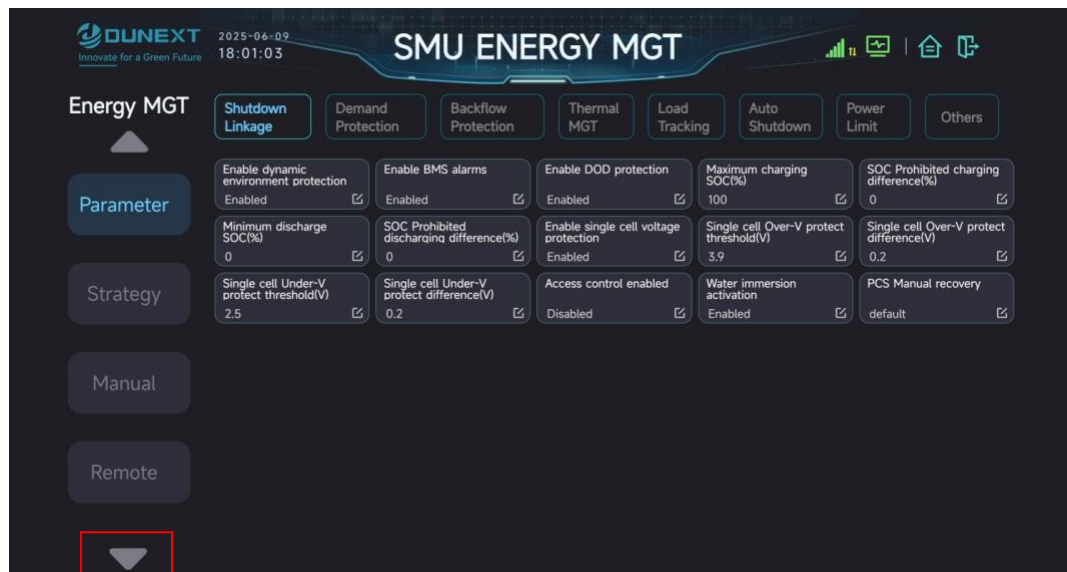 DUNEXT
Innovate for a Green Future
2025-06-09
18:01:03
SMU ENERGY MGT
Energy MGT
Shutdown
Linkage
Demand
Protection
Backflow
Protection
Thermal
MGT
Load
Tracking
Auto
Shutdown
Power
Limit
Others
Parameter
Strategy
Manual
Remote
Enable dynamic
environment protection
Enabled
Enable BMS alarms
Enabled
Enable DOD protection
Enabled
Maximum charging
SOC(%)
100
SOC Prohibited charging
difference(%)
0
Minimum discharge
SOC(%)
0
SOC Prohibited
discharging difference(%)
0
Enable single cell voltage
protection
Enabled
Single cell Over-V protect
threshold(V)
3.9
Single cell Over-V protect
difference(V)
0.2
Single cell Under-V
protect threshold(V)
2.5
Single cell Under-V
protect difference(V)
0.2
Access control enabled
Disabled
Water immersion
activation
Enabled
PCS Manual recovery
default